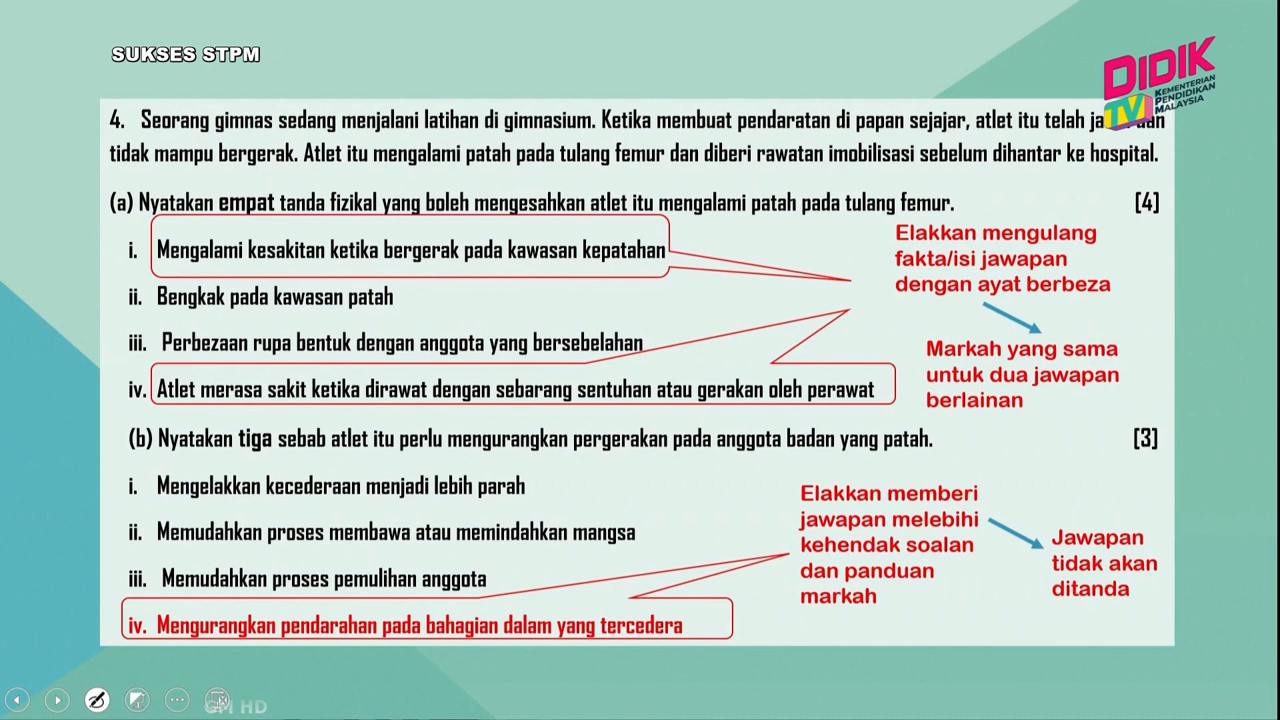 SUKSES STPM
DIDIK
TV
KEMENTERIAN
PENDIDIKAN
MALAYSIA
4. Seorang gimnas sedang menjalani latihan di gimnasium. Ketika membuat pendaratan di papan sejajar, atlet itu telah
tidak mampu bergerak. Atlet itu mengalami patah pada tulang femur dan diberi rawatan imobilisasi sebelum dihantar ke hospital.
(a) Nyatakan empat tanda fizikal yang boleh mengesahkan atlet itu mengalami patah pada tulang femur. [4]
i. Mengalami kesakitan ketika bergerak pada kawasan kepatahan
ii. Bengkak pada kawasan patah
iii. Perbezaan rupa bentuk dengan anggota yang bersebelahan
iv. Atlet merasa sakit ketika dirawat dengan sebarang sentuhan atau gerakan oleh perawat
Elakkan mengulang
fakta/isi jawapan
dengan ayat berbeza
Markah yang sama
untuk dua jawapan
berlainan
(b) Nyatakan tiga sebab atlet itu perlu mengurangkan pergerakan pada anggota badan yang patah. [3]
i. Mengelakkan kecederaan menjadi lebih parah
ii. Memudahkan proses membawa atau memindahkan mangsa
iii. Memudahkan proses pemulihan anggota
iv. Mengurangkan pendarahan pada bahagian dalam yang tercedera
Elakkan memberi
jawapan melebihi
kehendak soalan
dan panduan
markah
Jawapan
tidak akan
ditanda
HD